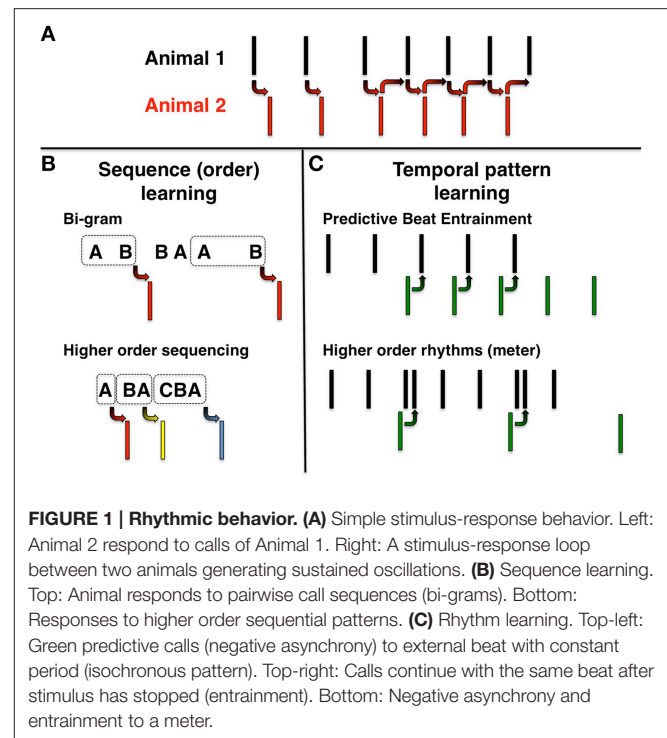 A
Animal 1
Animal 2
B Sequence (order) learning
Bi-gram
A B B A A B
Higher order sequencing
A BA CBA
C Temporal pattern learning
Predictive Beat Entrainment
Higher order rhythms (meter)
FIGURE 1 | Rhythmic behavior. (A) Simple stimulus-response behavior. Left:
Animal 2 respond to calls of Animal 1. Right: A stimulus-response loop
between two animals generating sustained oscillations. (B) Sequence learning.
Top: Animal responds to pairwise call sequences (bi-grams). Bottom:
Responses to higher order sequential patterns. (C) Rhythm learning. Top-left:
Green predictive calls (negative asynchrony) to external beat with constant
period (isochronous pattern). Top-right: Calls continue with the same beat after
stimulus has stopped (entrainment). Bottom: Negative asynchrony and
entrainment to a meter.